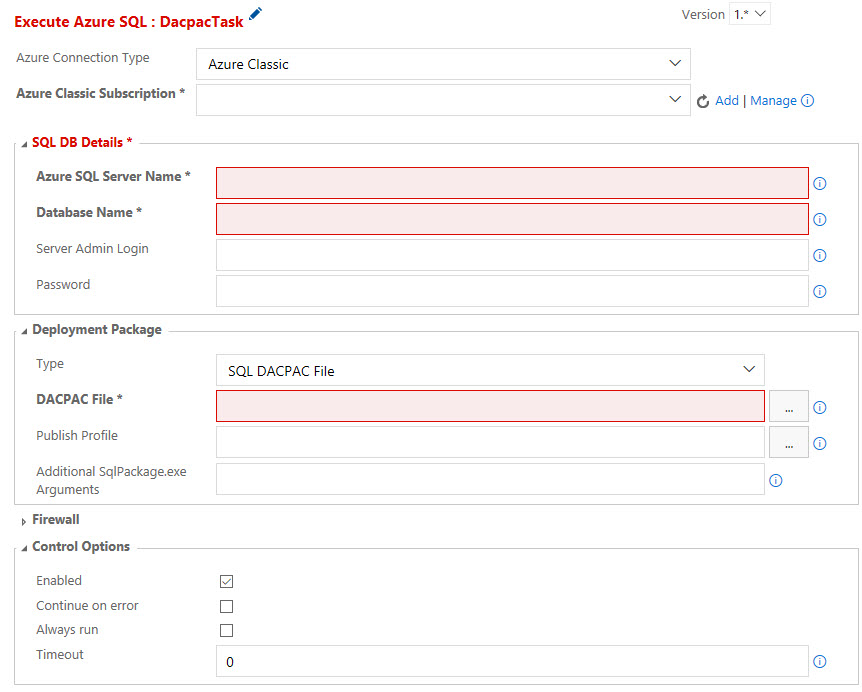 Execute Azure SQL : DacpacTask
Version 1.*
Azure Connection Type
Azure Classic
Azure Classic Subscription *
Add | Manage
SQL DB Details *
Azure SQL Server Name *
Database Name *
Server Admin Login
Password
Deployment Package
Type
SQL DACPAC File
DACPAC File *
...
Publish Profile
...
Additional SqlPackage.exe
Arguments
Firewall
Control Options
Enabled
Continue on error
Always run
Timeout
0